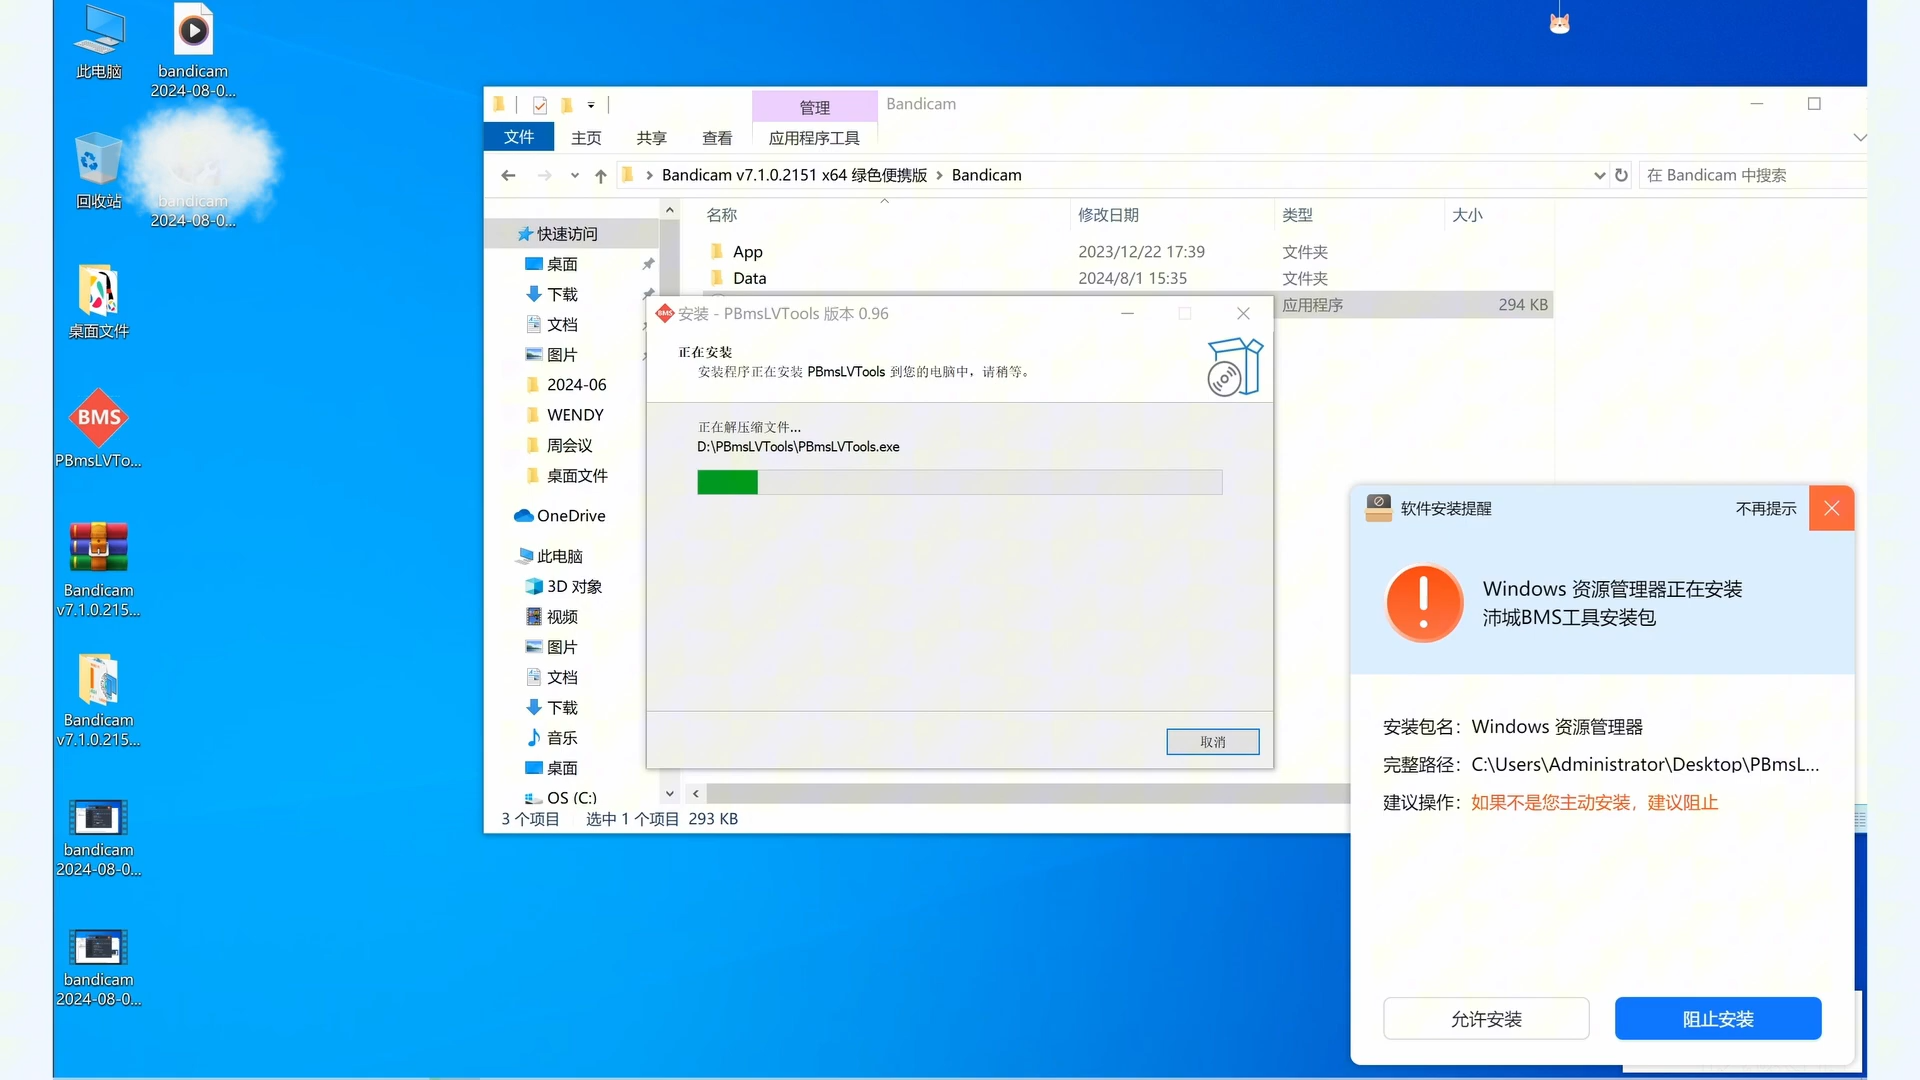 此电脑
bandicam
2024-08-0...
回收站
bandicam
2024-08-0...
桌面文件
BMS
PBmsLVTo...
Bandicam
v7.1.0.215...
Bandicam
v7.1.0.215...
bandicam
2024-08-0...
bandicam
2024-08-0...
管理
Bandicam
文件
主页
共享
查看
应用程序工具
Bandicam v7.1.0.2151 x64 绿色便携版 > Bandicam
在 Bandicam 中搜索
名称
修改日期
类型
大小
App
2023/12/22 17:39
文件夹
Data
2024/8/1 15:35
文件夹
应用程序
294 KB
快速访问
桌面
下载
文档
图片
2024-06
WENDY
周会议
桌面文件
OneDrive
此电脑
3D 对象
视频
图片
文档
下载
音乐
桌面
OS (C:)
3 个项目
选中 1 个项目 293 KB
BMS
安装 - PBmsLVTools 版本 0.96
正在安装
安装程序正在安装 PBmsLVTools 到您的电脑中，请稍等。
正在解压缩文件...
D:\PBmsLVTools\PBmsLVTools.exe
取消
软件安装提醒
不再提示
Windows 资源管理器正在安装
沛城BMS工具安装包
安装包名：Windows 资源管理器
完整路径：C:\Users\Administrator\Desktop\PBmsL...
建议操作：如果不是您主动安装，建议阻止
允许安装
阻止安装